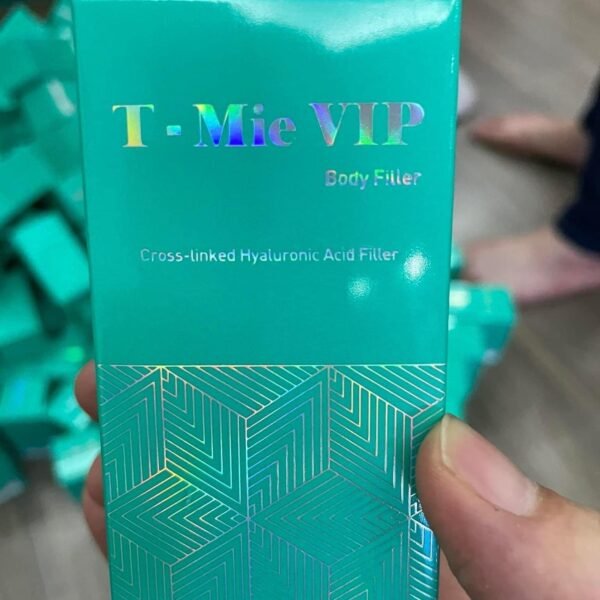 T - Mie VIP
Body Filler
Cross-linked Hyaluronic Acid Filler